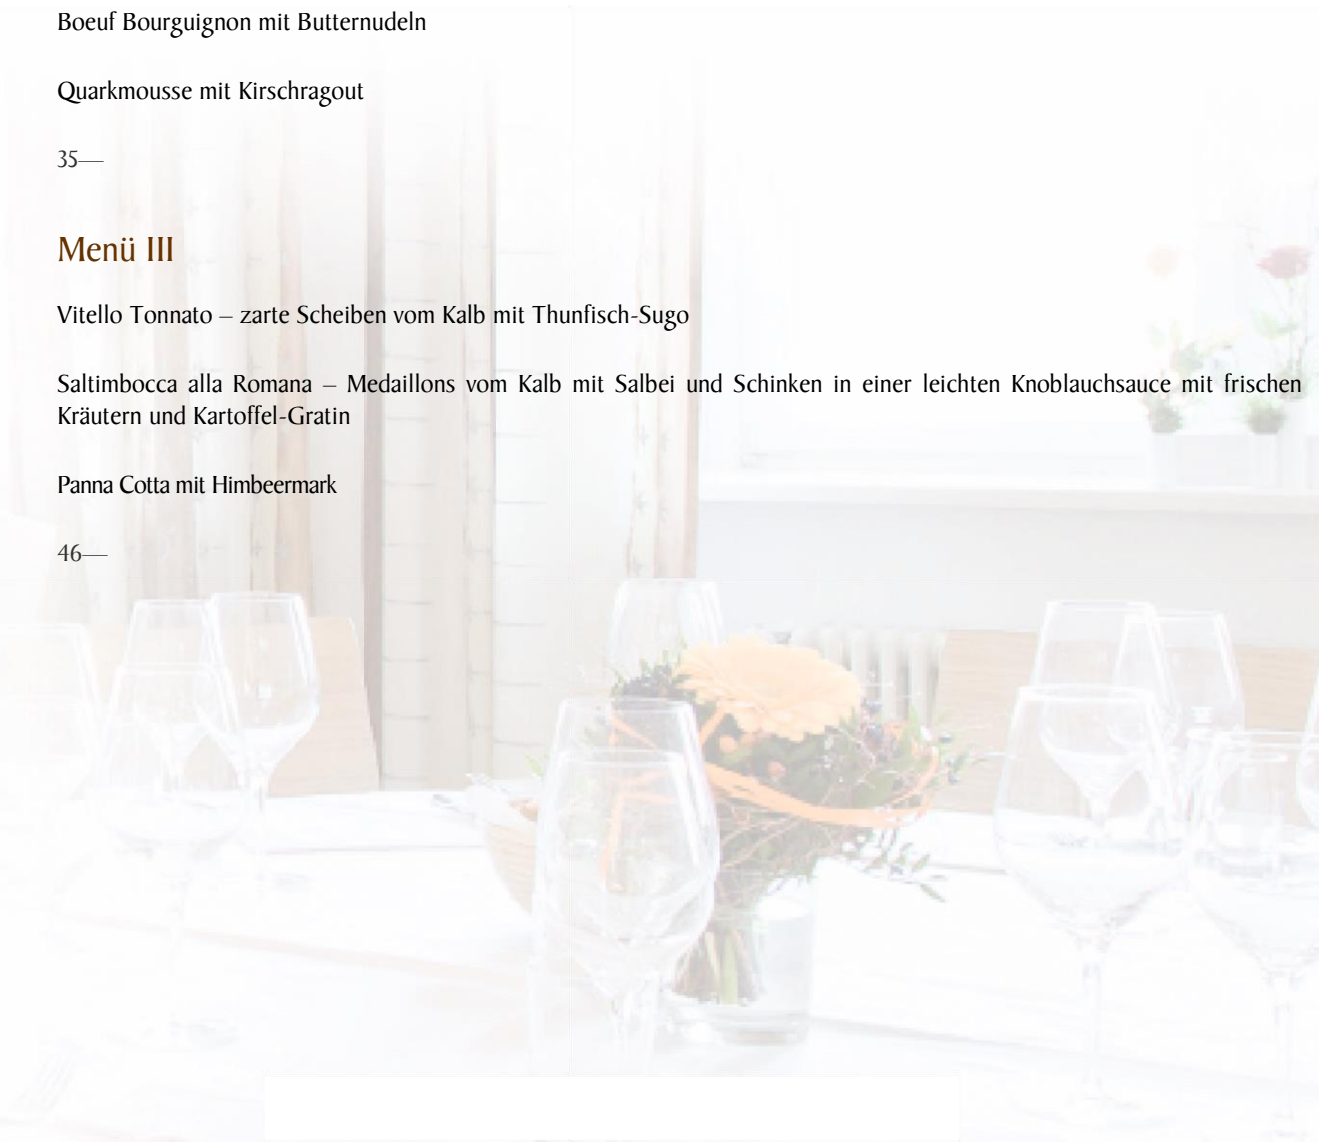 Boeuf Bourguignon mit Butternudeln
Quarkmousse mit Kirschragout
35—
Menü III
Vitello Tonnato – zarte Scheiben vom Kalb mit Thunfisch-Sugo
Saltimbocca alla Romana – Medaillons vom Kalb mit Salbei und Schinken in einer leichten Knoblauchsauce mit frischen
Kräutern und Kartoffel-Gratin
Panna Cotta mit Himbeermark
46—